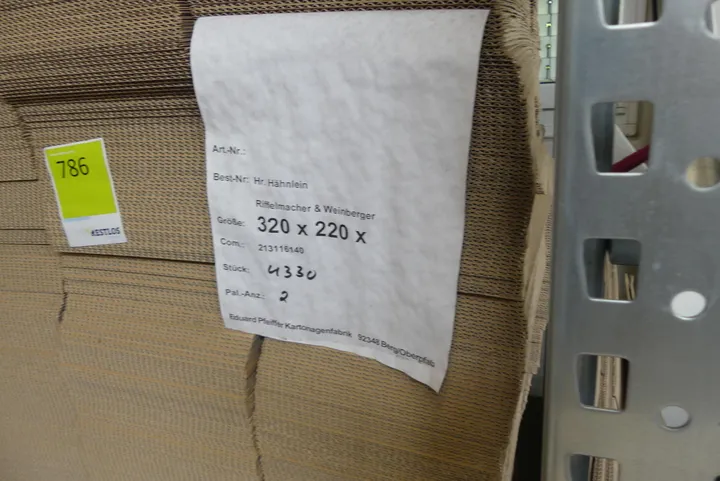 786
RESTLOS
Art.-Nr.:
Best-Nr: Hr. Hähnlein
Riffelmacher & Weinberger
Größe: 320 x 220 x
Com.: 213116140
Stück: 4330
Pal.-Anz.: 2
Eduard Pfeiffer Kartonagenfabrik 92348 Berg/Oberpfalb